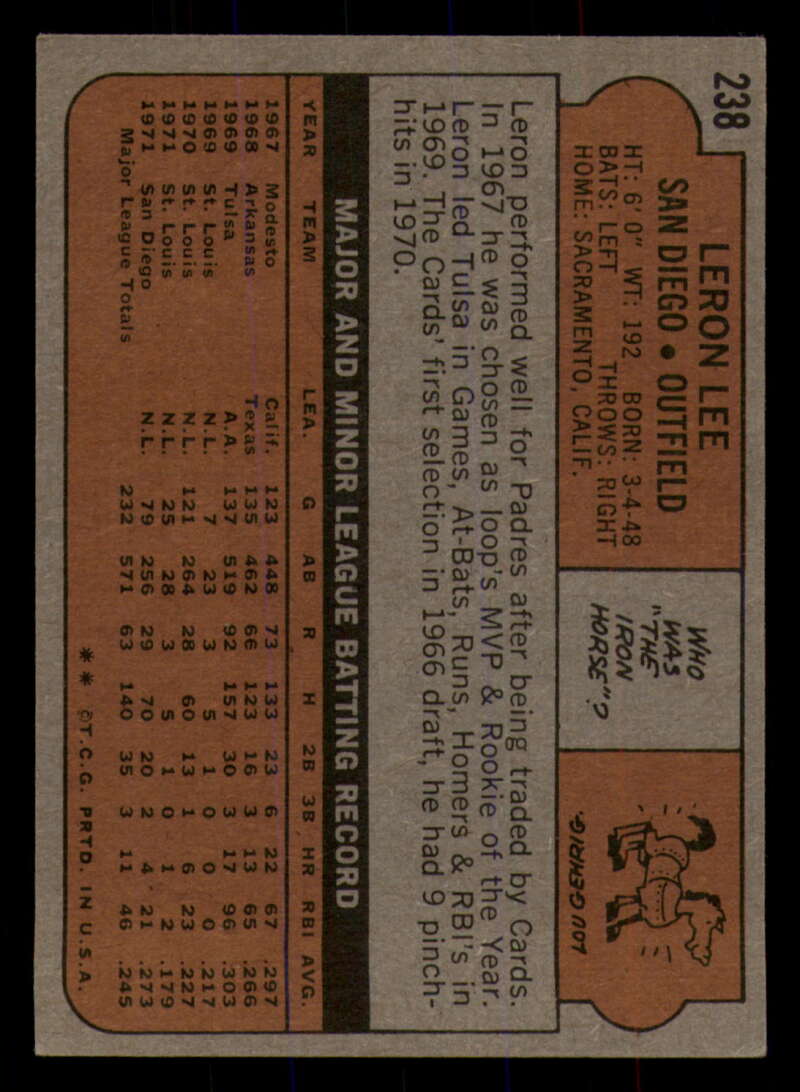 238
LERON LEE
SAN DIEGO • OUTFIELD
HT: 6' 0" WT: 192 BORN: 3-4-48
BATS: LEFT THROWS: RIGHT
HOME: SACRAMENTO, CALIF.
WHO
WAS
"THE
IRON
HORSE"?
LOU GEHRIG.
Leron performed well for Padres after being traded by Cards.
In 1967 he was chosen as loop's MVP & Rookie of the Year.
Leron led Tulsa in Games, At-Bats, Runs, Homers & RBI's in
1969. The Cards' first selection in 1966 draft, he had 9 pinch-
hits in 1970.
MAJOR AND MINOR LEAGUE BATTING RECORD
YEAR TEAM LEA. G AB R H 2B 3B HR RBI AVG.
1967 Modesto Calif. 123 448 73 133 23 6 22 67 .297
1968 Arkansas Texas 135 462 66 123 16 3 13 65 .266
1969 Tulsa A.A. 137 519 92 157 30 3 17 96 .303
1969 St. Louis N.L. 7 23 3 5 1 0 0 0 .217
1970 St. Louis N.L. 121 264 28 60 13 1 6 23 .227
1971 St. Louis N.L. 25 28 3 5 1 0 1 2 .179
1971 San Diego N.L. 79 256 29 70 20 2 4 21 .273
Major League Totals 232 571 63 140 35 3 11 46 .245
** ©T.C.G. PRTD. IN U.S.A.